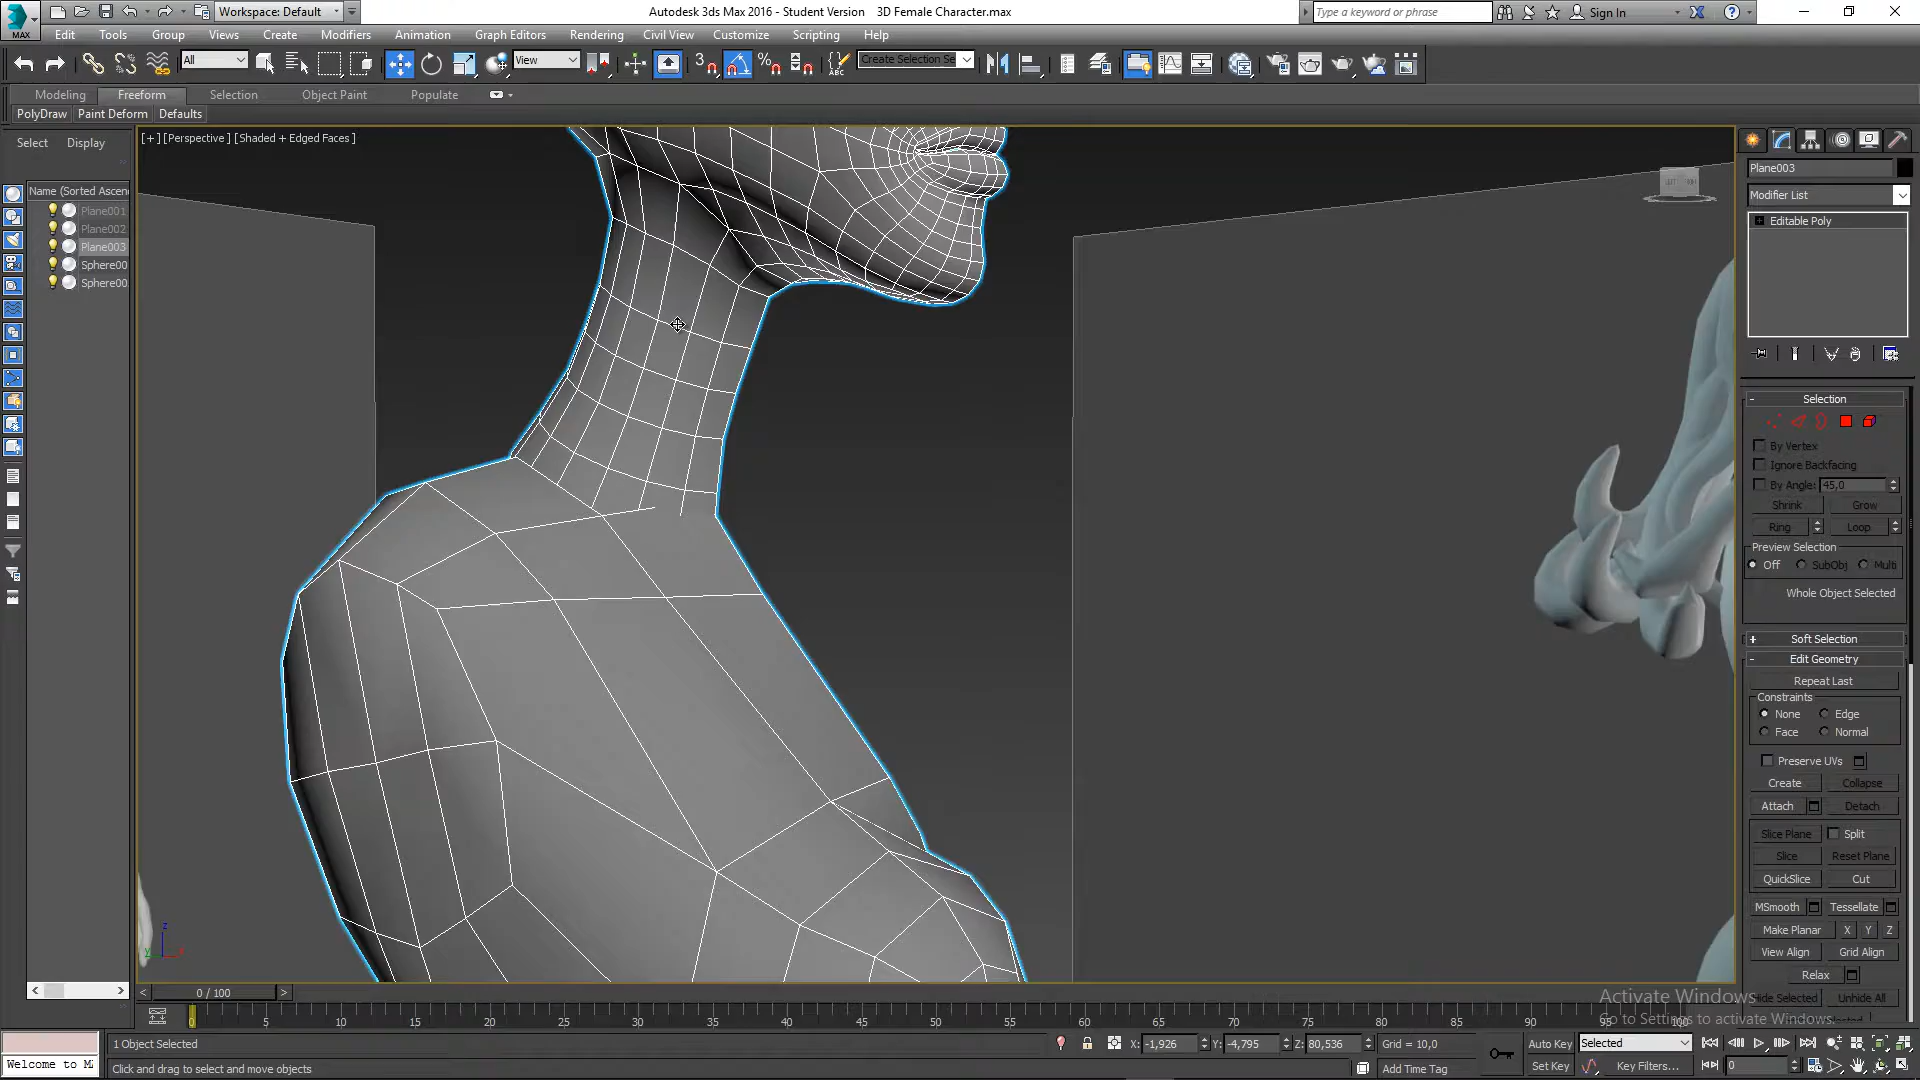 MAX Workspace: Default Autodesk 3ds Max 2016 - Student Version 3D Female Character.max Type a keyword or phrase Sign In
Edit Tools Group Views Create Modifiers Animation Graph Editors Rendering Civil View Customize Scripting Help
All View Create Selection Se
Modeling Freeform Selection Object Paint Populate
PolyDraw Paint Deform Defaults
Select Display
[+] [Perspective] [Shaded + Edged Faces]
Name (Sorted Ascen
Plane001
Plane002
Plane003
Sphere00
Sphere00
Plane003
Modifier List
Editable Poly
Selection
By Vertex
Ignore Backfacing
By Angle: 45,0
Shrink Grow
Ring Loop
Preview Selection
Off SubObj Multi
Whole Object Selected
Soft Selection
Edit Geometry
Repeat Last
Constraints
None Edge
Face Normal
Preserve UVs
Create Collapse
Attach Detach
Slice Plane Split
Slice Reset Plane
QuickSlice Cut
MSmooth Tessellate
Make Planar X Y Z
View Align Grid Align
Relax
Hide Selected Unhide All
Activate Windows
Go to Settings to activate Windows.
0 / 100
0 5 10 15 20 25 30 35 40 45 50 55 60 65 70 75 80 85 90 95 100
1 Object Selected X: -1,926 Y: -4,795 Z: 80,536 Grid = 10,0 Auto Key Selected
Welcome to M Click and drag to select and move objects Add Time Tag Set Key Key Filters... 0